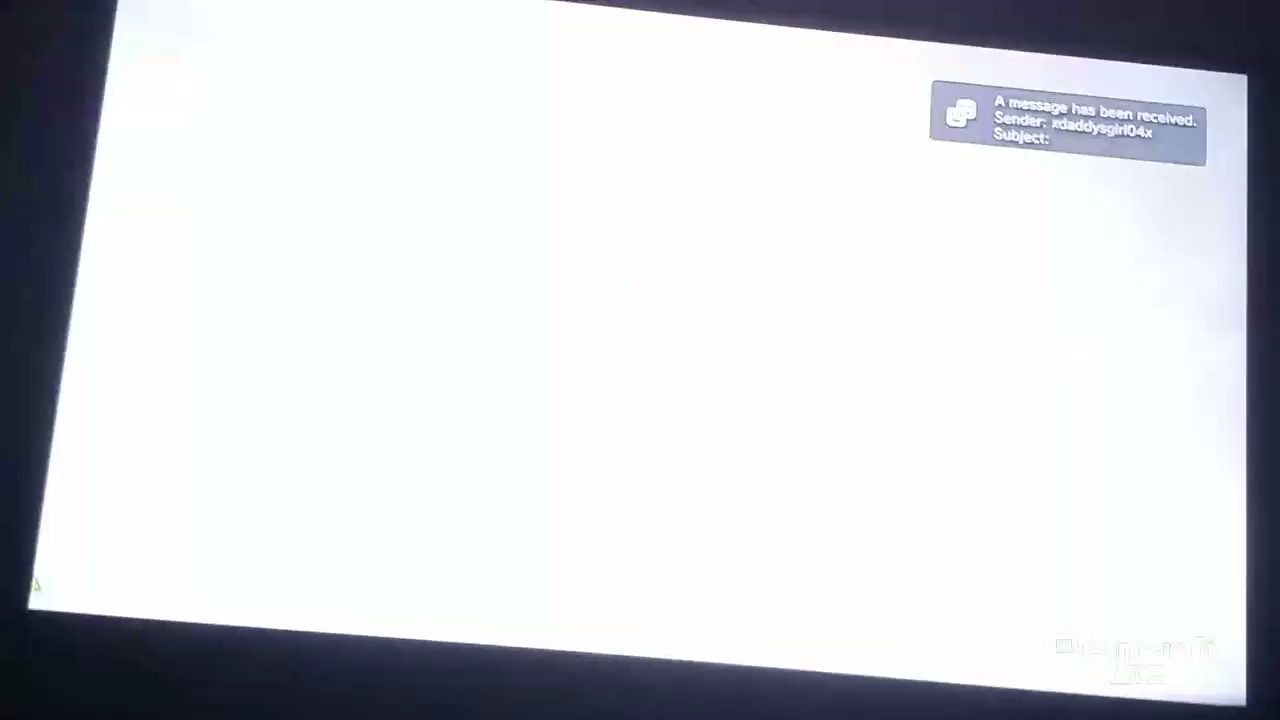 A message has been received.
Sender: xdaddysgirl04x
Subject: